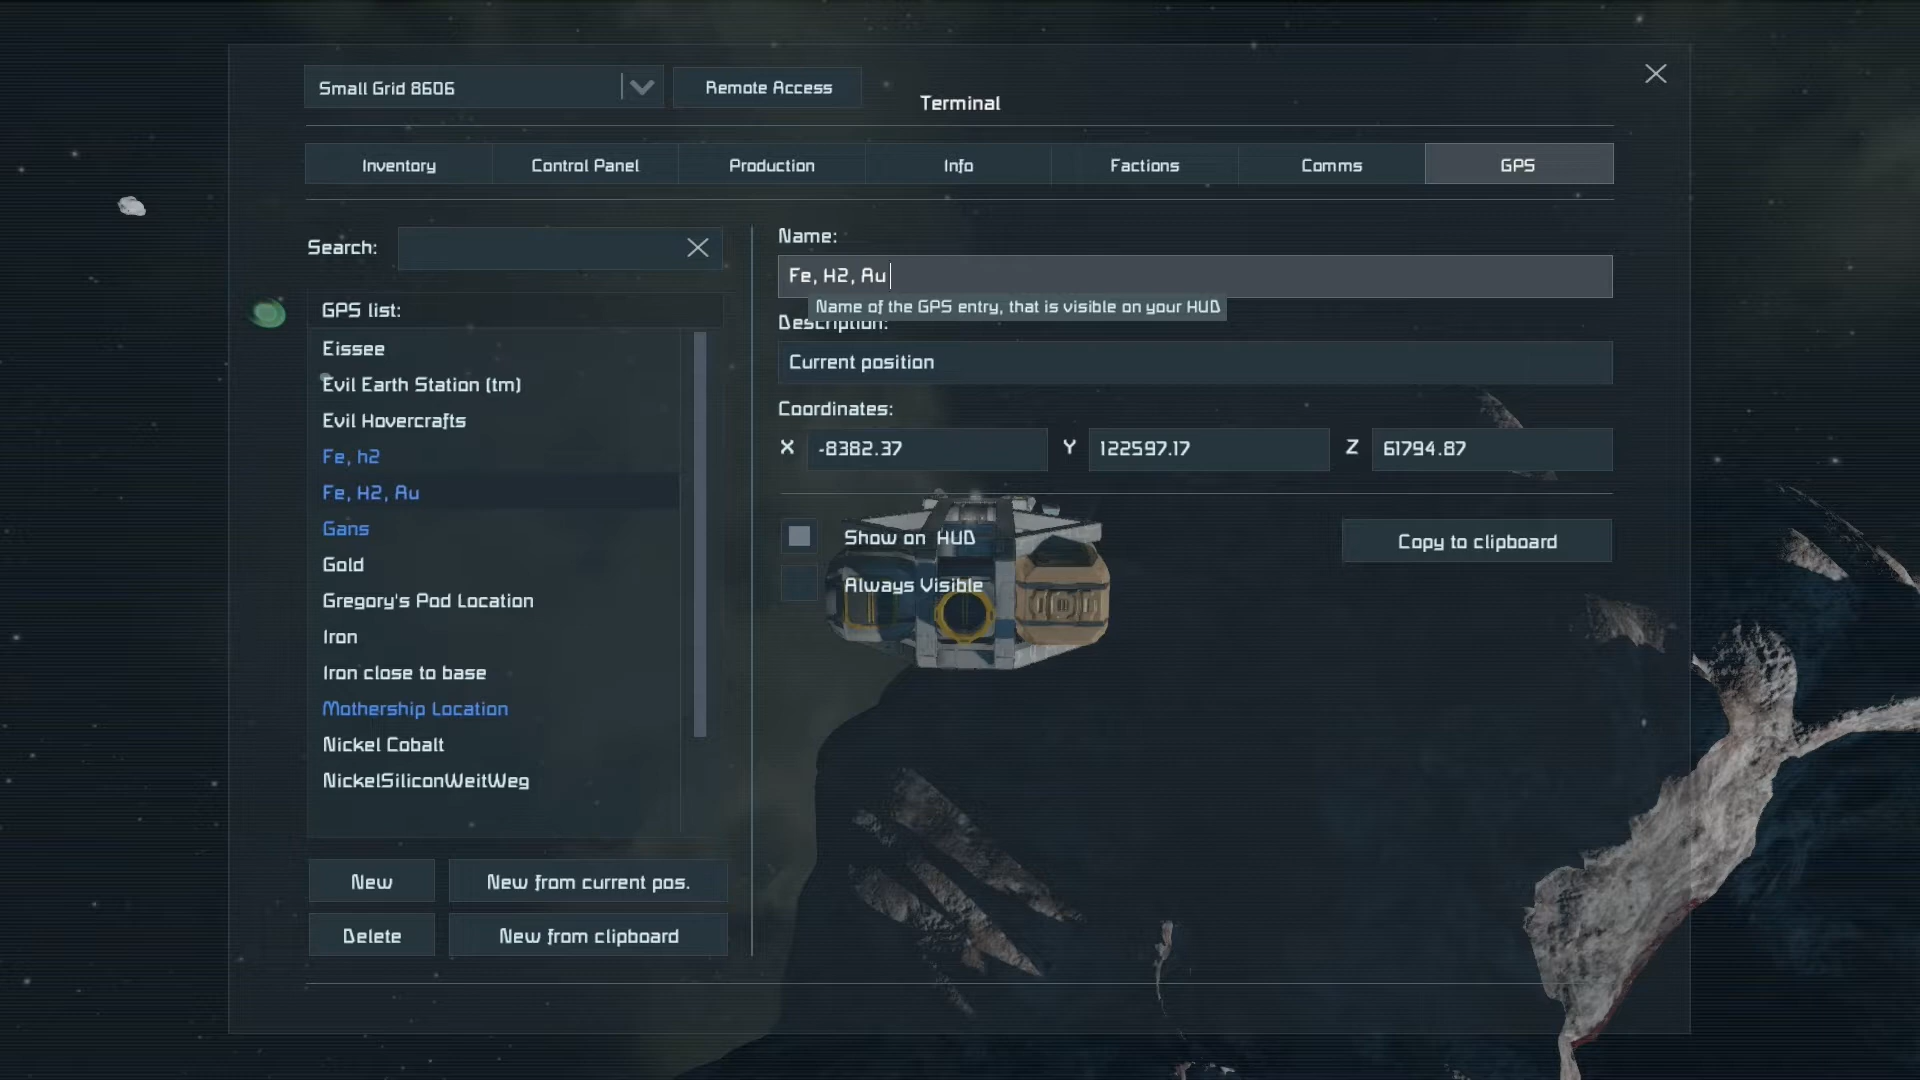 Small Grid 8606
Remote Access
Terminal
Inventory
Control Panel
Production
Info
Factions
Comms
GPS
Search:
GPS list:
Eissee
Evil Earth Station (tm)
Evil Hovercrafts
Fe, h2
Fe, H2, Au
Gans
Gold
Gregory's Pod Location
Iron
Iron close to base
Mothership Location
Nickel Cobalt
NickelSiliconWeitWeg
New
New from current pos.
Delete
New from clipboard
Name:
Fe, H2, Au
Name of the GPS entry, that is visible on your HUD
Description:
Current position
Coordinates:
X -8382.37 Y 122597.17 Z 61794.87
Show on HUD
Copy to clipboard
Always Visible